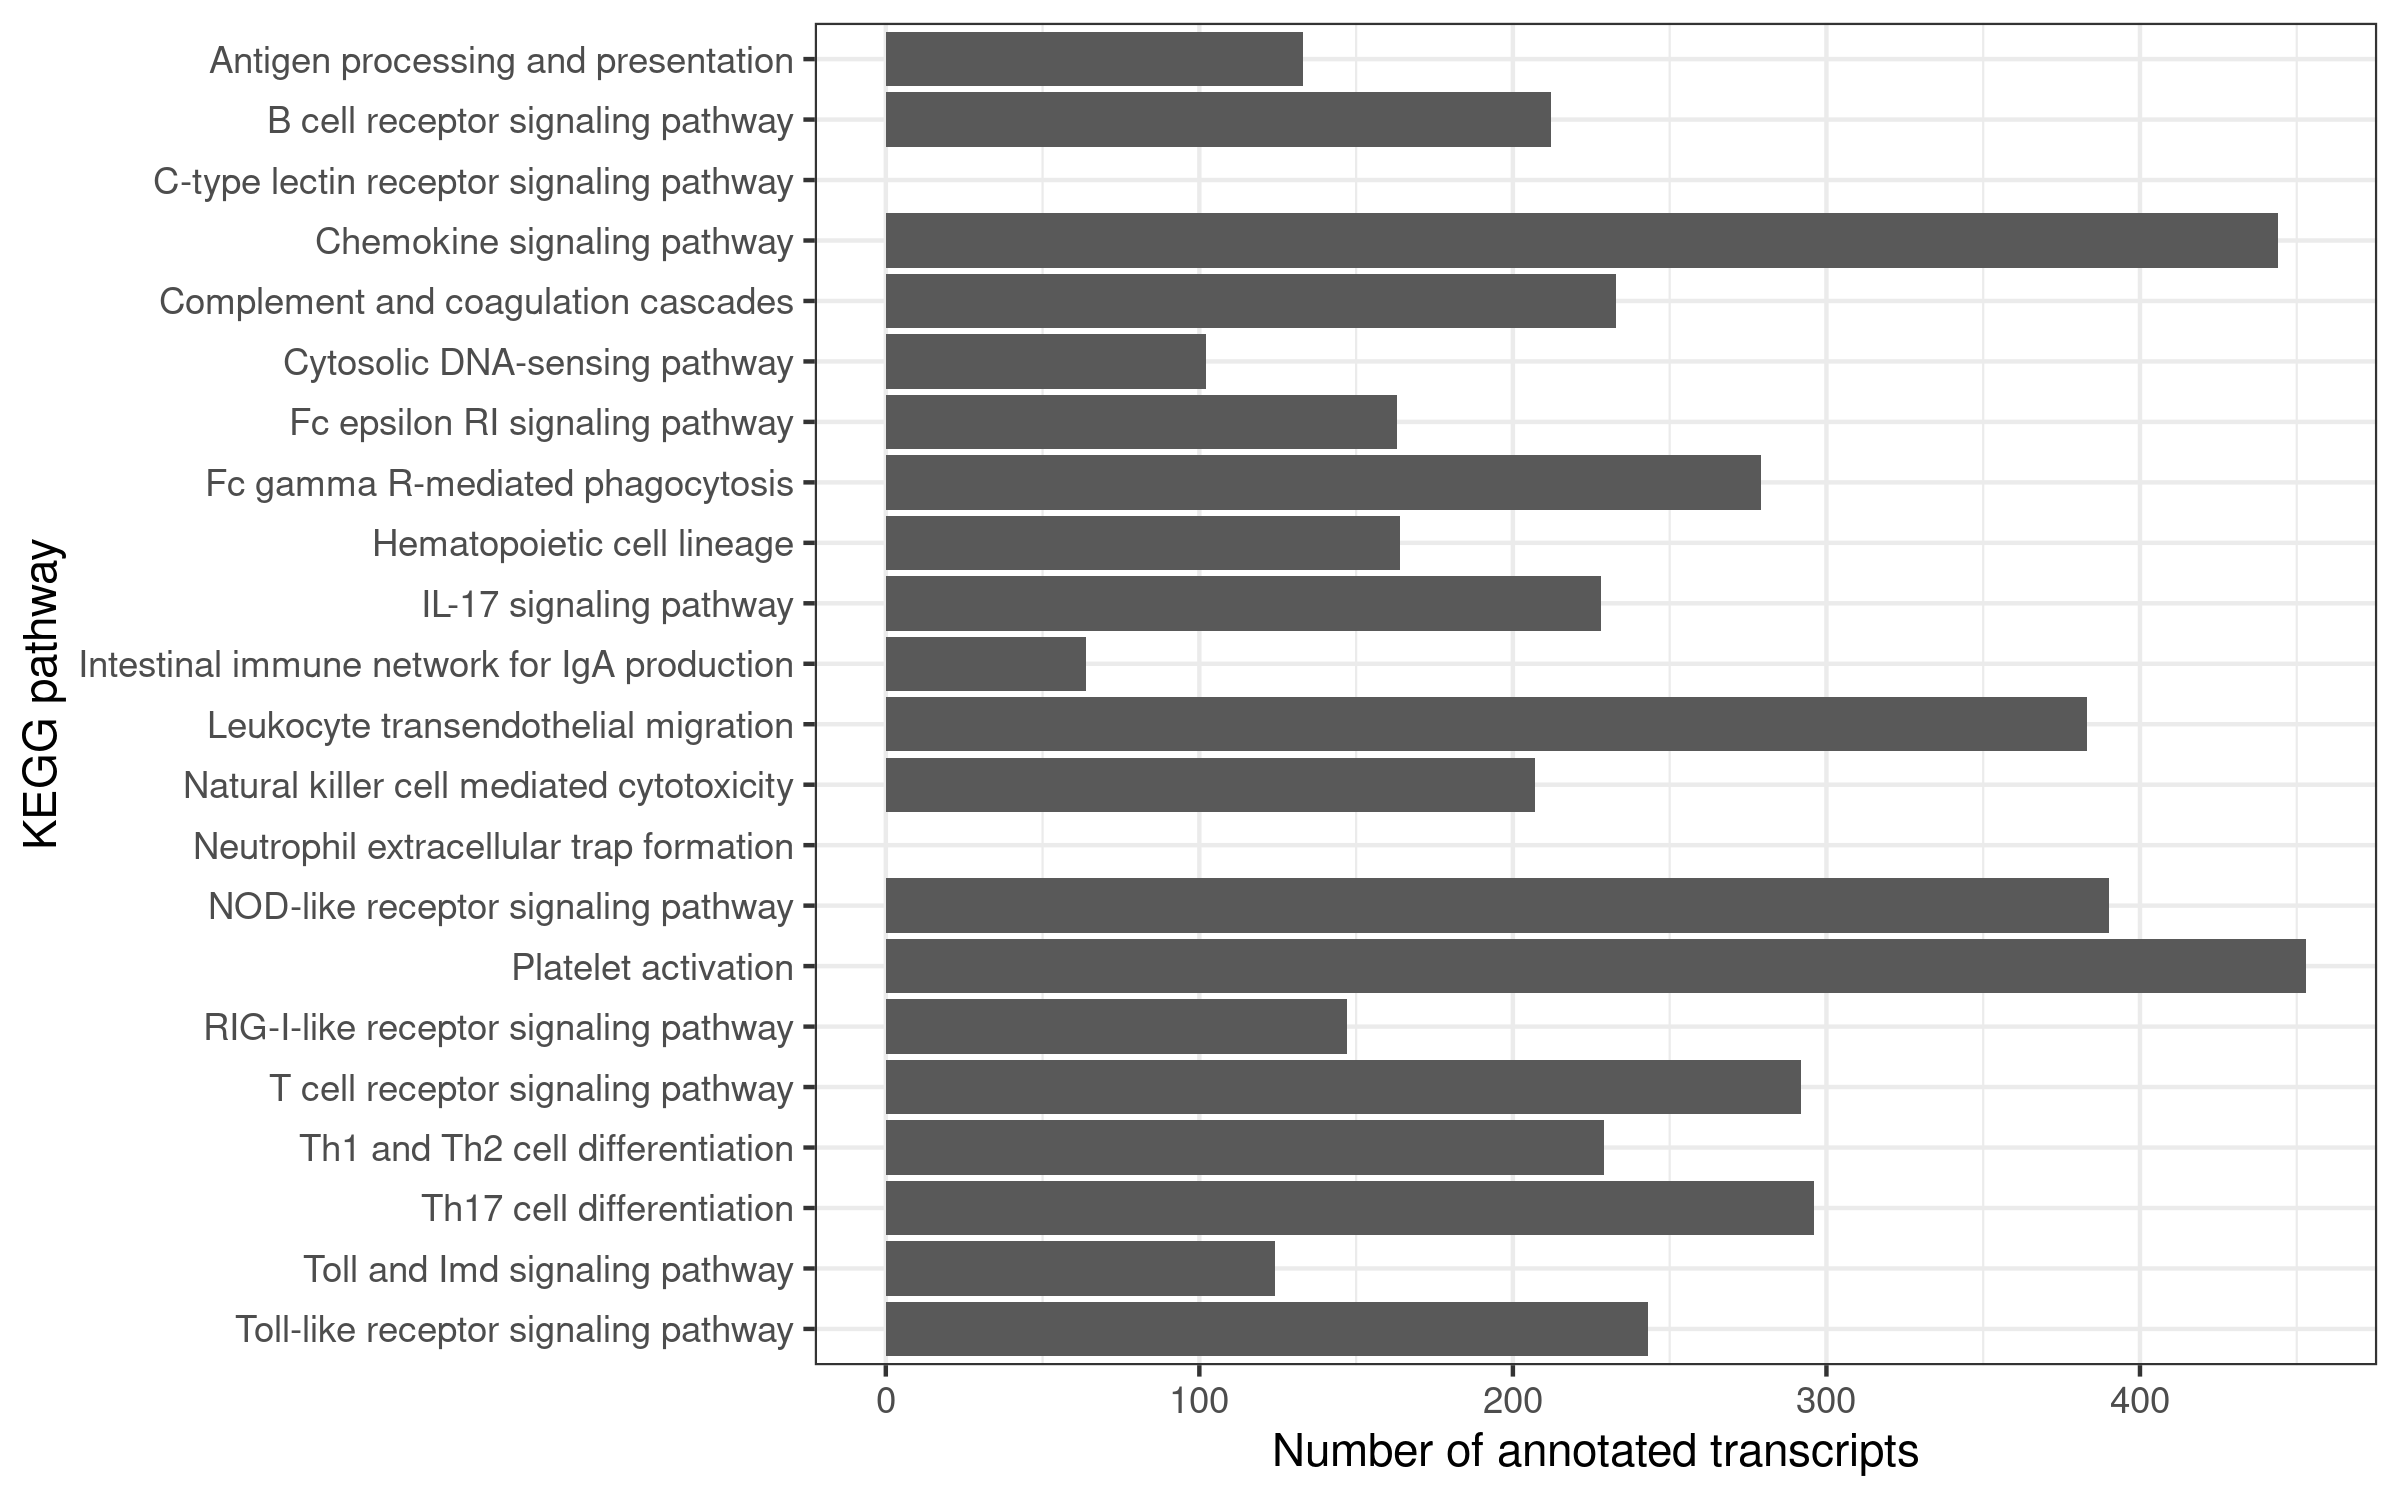 KEGG pathway
Antigen processing and presentation
B cell receptor signaling pathway
C-type lectin receptor signaling pathway
Chemokine signaling pathway
Complement and coagulation cascades
Cytosolic DNA-sensing pathway
Fc epsilon RI signaling pathway
Fc gamma R-mediated phagocytosis
Hematopoietic cell lineage
IL-17 signaling pathway
Intestinal immune network for IgA production
Leukocyte transendothelial migration
Natural killer cell mediated cytotoxicity
Neutrophil extracellular trap formation
NOD-like receptor signaling pathway
Platelet activation
RIG-I-like receptor signaling pathway
T cell receptor signaling pathway
Th1 and Th2 cell differentiation
Th17 cell differentiation
Toll and Imd signaling pathway
Toll-like receptor signaling pathway
0 100 200 300 400
Number of annotated transcripts